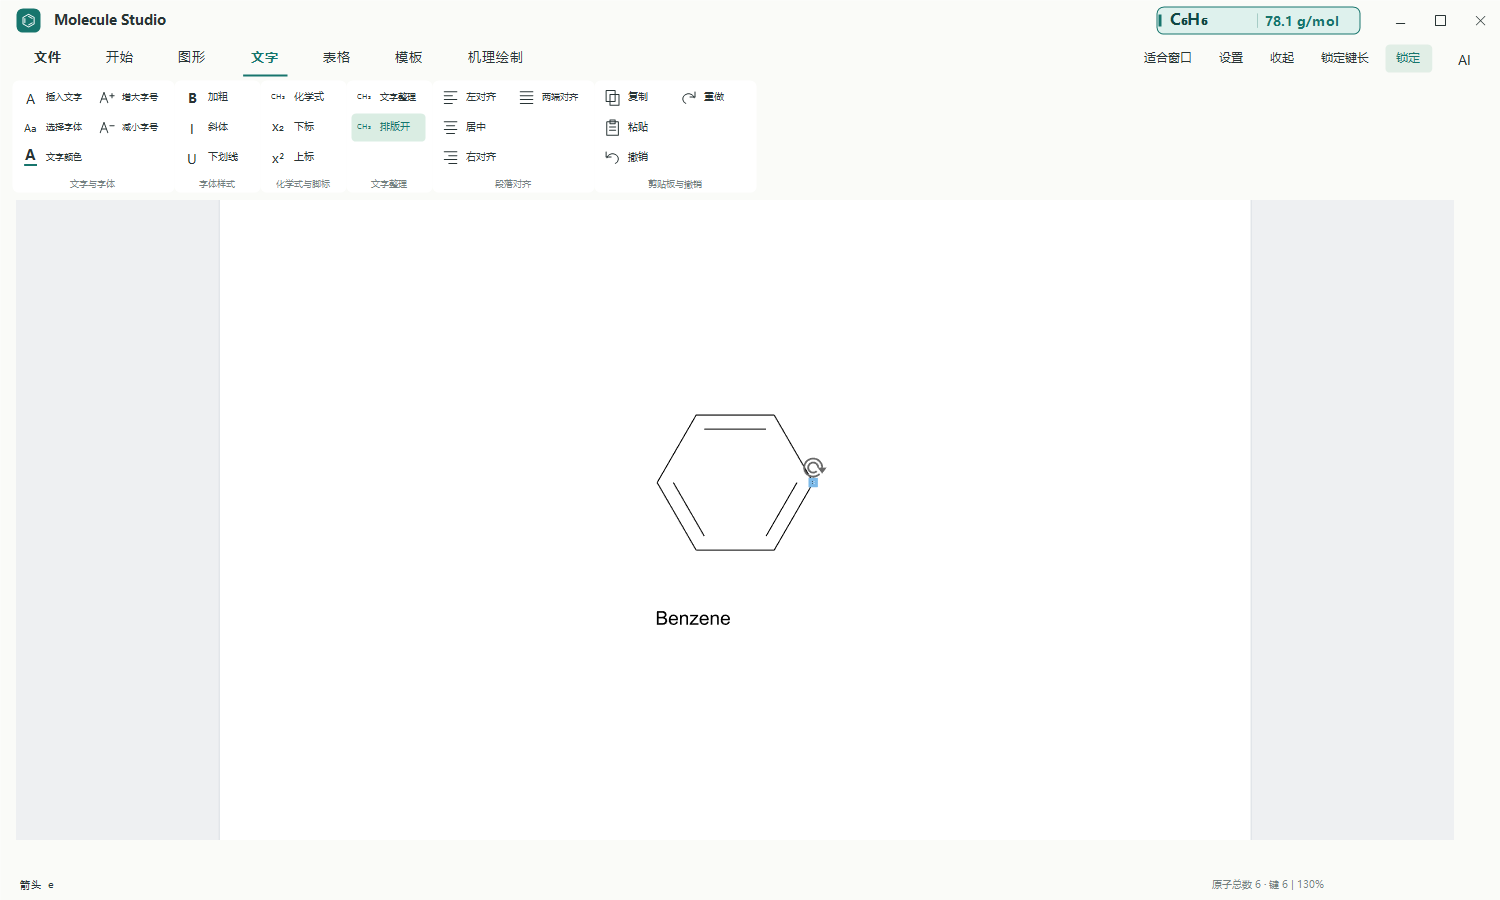 Molecule Studio
C₆H₆ 78.1 g/mol
文件 开始 图形 文字 表格 模板 机理绘制 适合窗口 设置 收起 锁定键长 锁定 AI
A 插入文字 A⁺ 增大字号 B 加粗 CH₃ 化学式 CH₃ 文字整理 左对齐 两端对齐 复制 重做
Aa 选择字体 A⁻ 减小字号 I 斜体 X₂ 下标 CH₃ 排版开 居中 粘贴
A 文字颜色 U 下划线 X² 上标 右对齐 撤销
文字与字体 字体样式 化学式与脚标 文字整理 段落对齐 剪贴板与撤销
Benzene
箭头 e 原子总数 6 · 键 6 | 130%